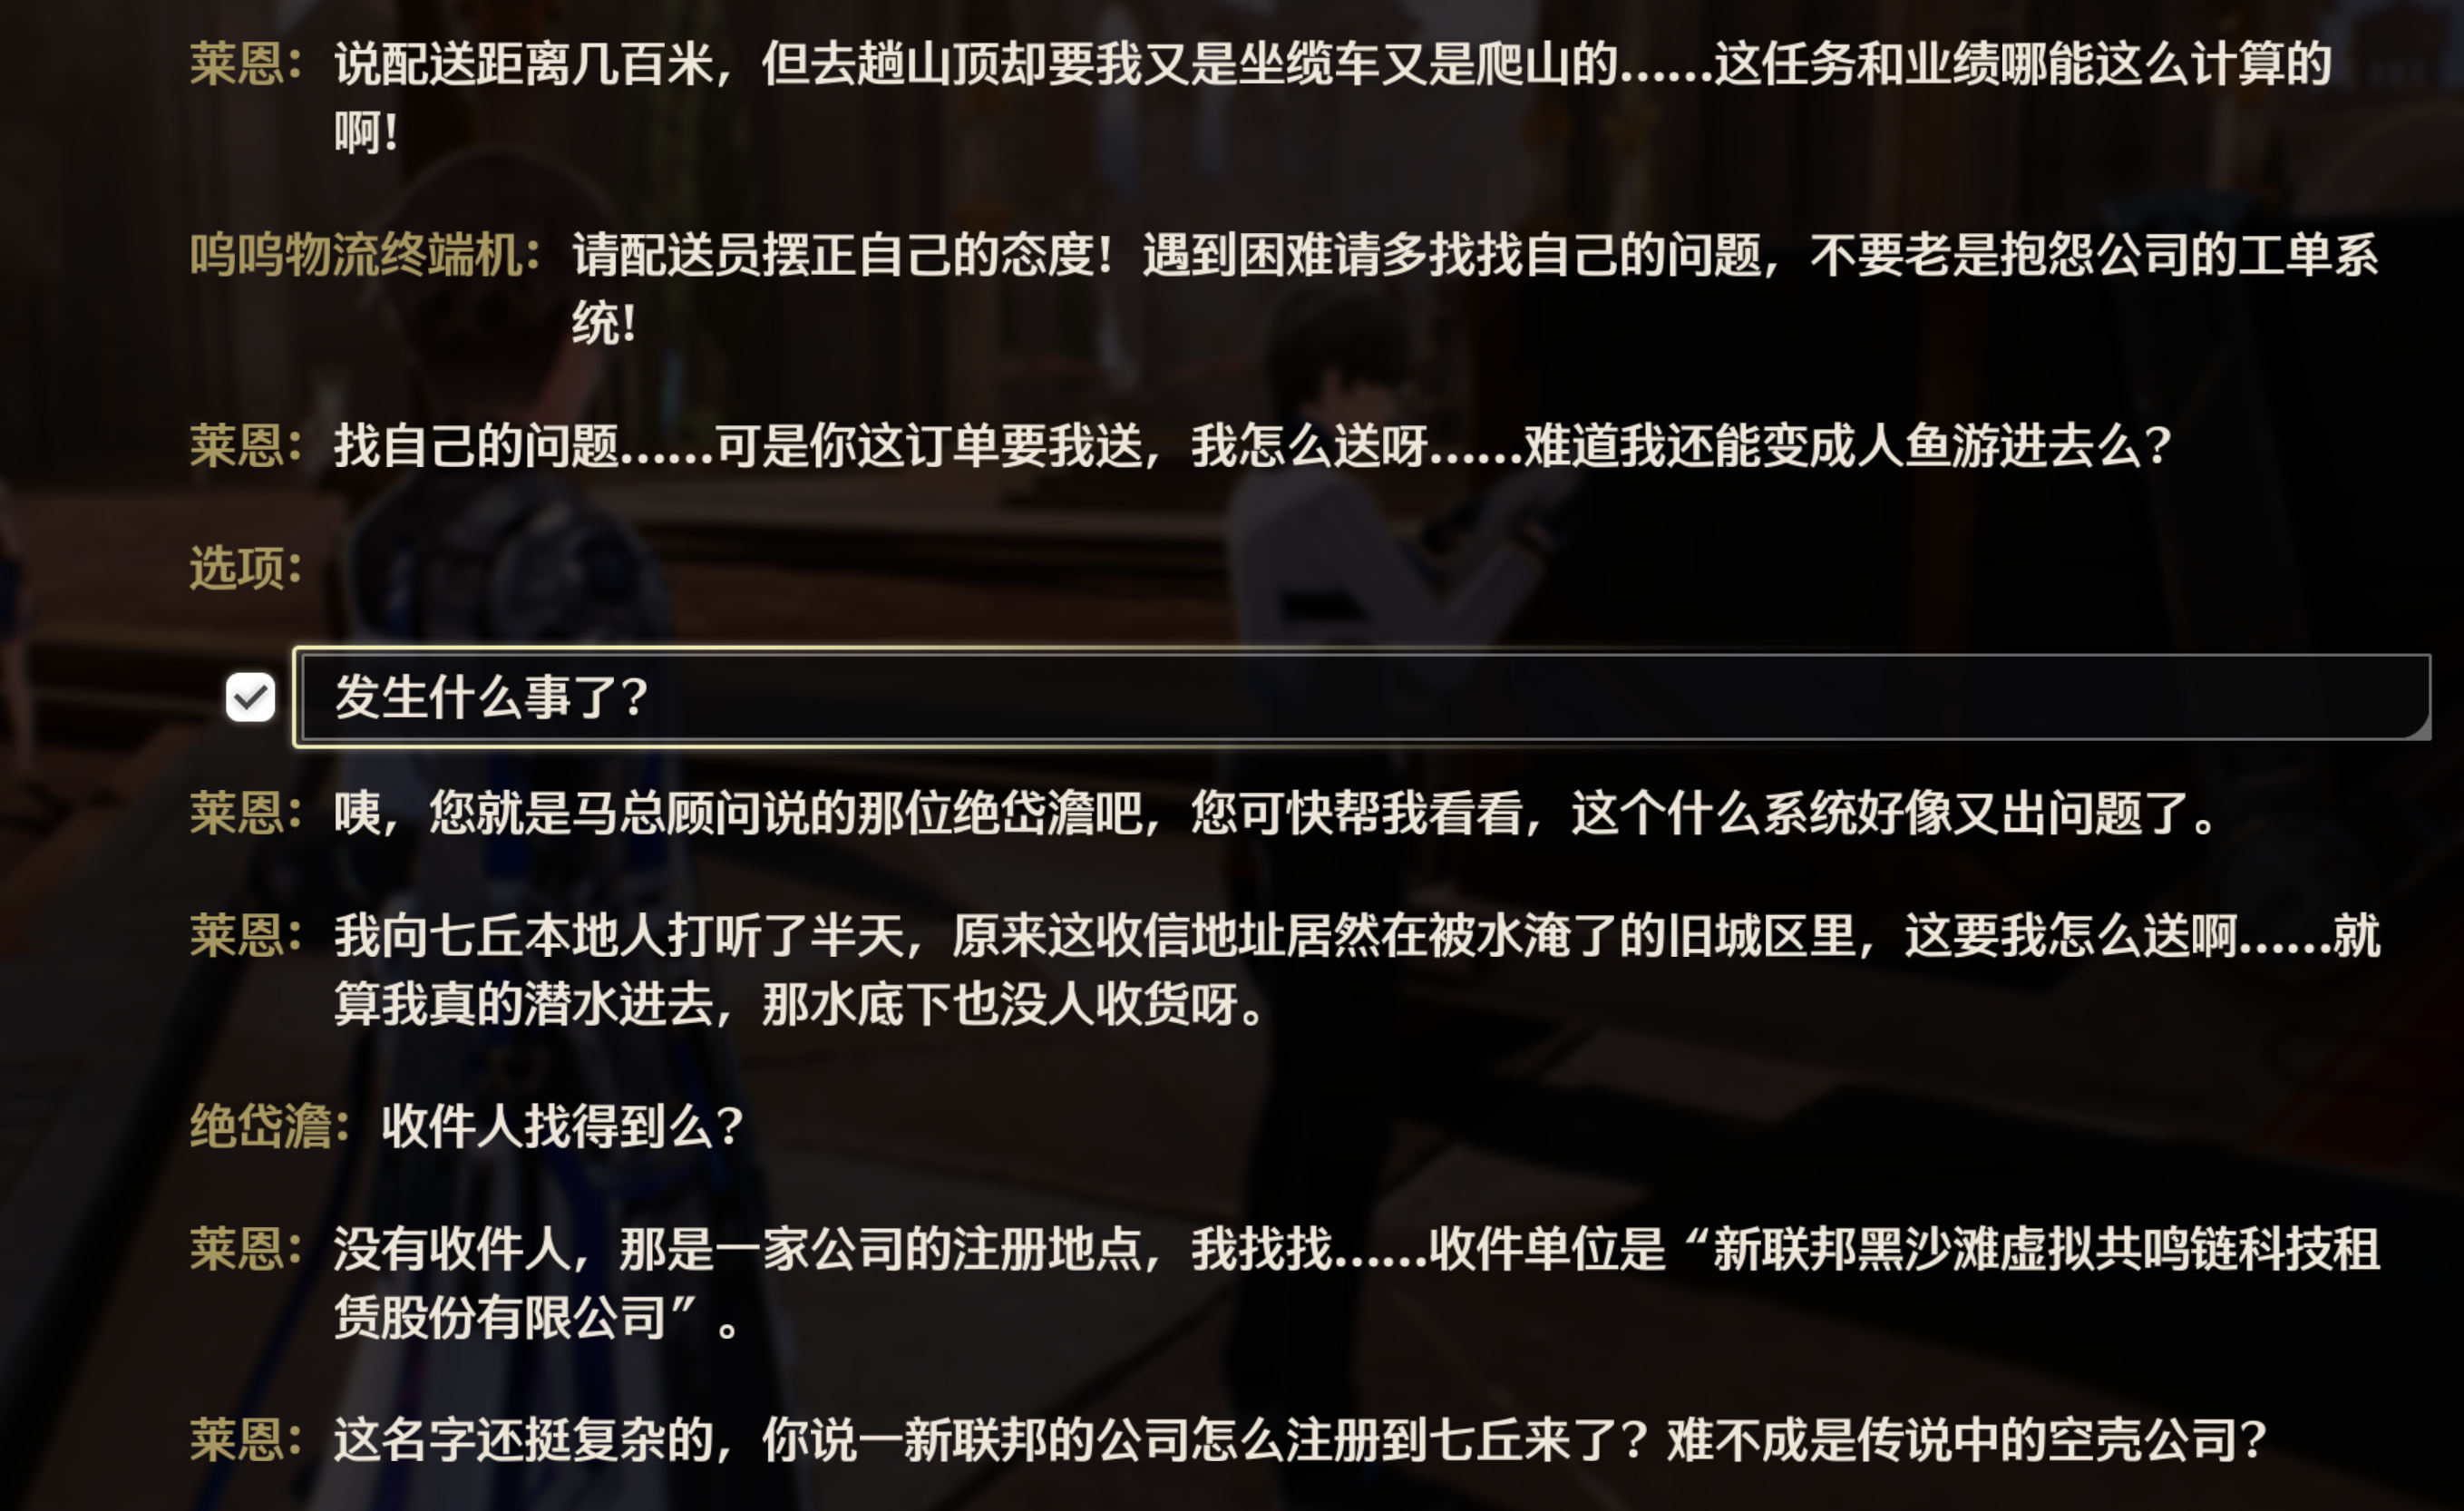 莱恩：说配送距离几百米，但去趟山顶却要我又是坐缆车又是爬山的……这任务和业绩哪能这么计算的
啊！
呜呜物流终端机：请配送员摆正自己的态度！遇到困难请多找找自己的问题，不要老是抱怨公司的工单系
统！
莱恩：找自己的问题……可是你这订单要我送，我怎么送呀……难道我还能变成人鱼游进去么？
选项：
发生什么事了？
莱恩：咦，您就是马总顾问说的那位绝岱澹吧，您可快帮我看看，这个什么系统好像又出问题了。
莱恩：我向七丘本地人打听了半天，原来这收信地址居然在被水淹了的旧城区里，这要我怎么送啊……就
算我真的潜水进去，那水底下也没人收货呀。
绝岱澹：收件人找得到么？
莱恩：没有收件人，那是一家公司的注册地点，我找找……收件单位是“新联邦黑沙滩虚拟共鸣链科技租
赁股份有限公司”。
莱恩：这名字还挺复杂的，你说一新联邦的公司怎么注册到七丘来了？难不成是传说中的空壳公司？